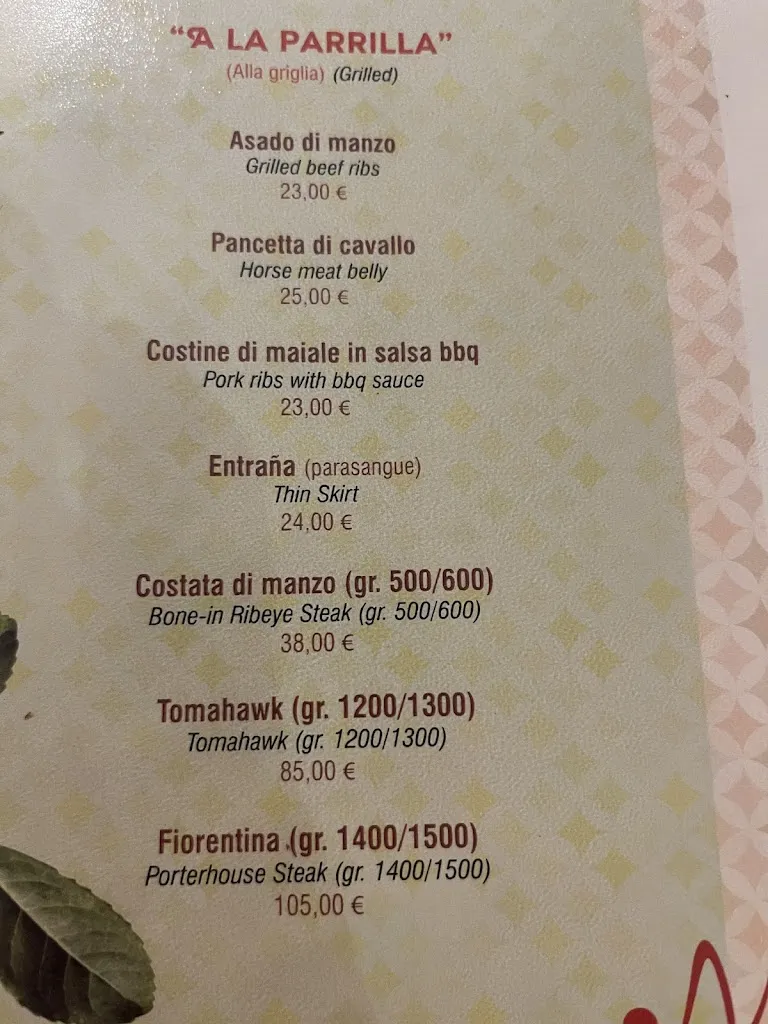 "A LA PARRILLA"
(Alla griglia) (Grilled)
Asado di manzo
Grilled beef ribs
23,00 €
Pancetta di cavallo
Horse meat belly
25,00 €
Costine di maiale in salsa bbq
Pork ribs with bbq sauce
23,00 €
Entraña (parasangue)
Thin Skirt
24,00 €
Costata di manzo (gr. 500/600)
Bone-in Ribeye Steak (gr. 500/600)
38,00 €
Tomahawk (gr. 1200/1300)
Tomahawk (gr. 1200/1300)
85,00 €
Fiorentina (gr. 1400/1500)
Porterhouse Steak (gr. 1400/1500)
105,00 €